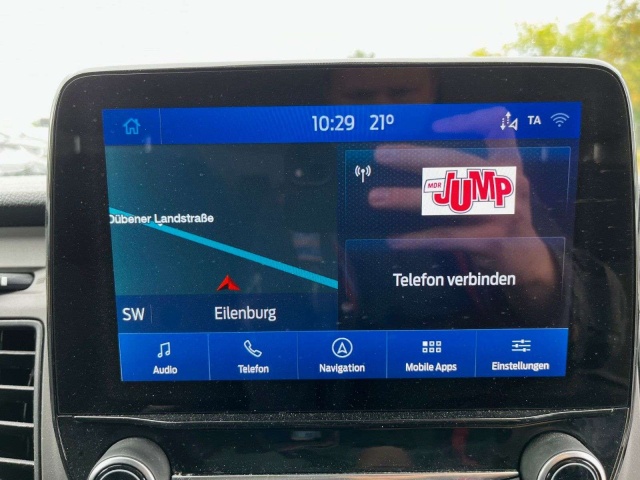 10:29 21° TA
Dübener Landstraße
MDR JUMP
Telefon verbinden
SW Eilenburg
Audio Telefon Navigation Mobile Apps Einstellungen